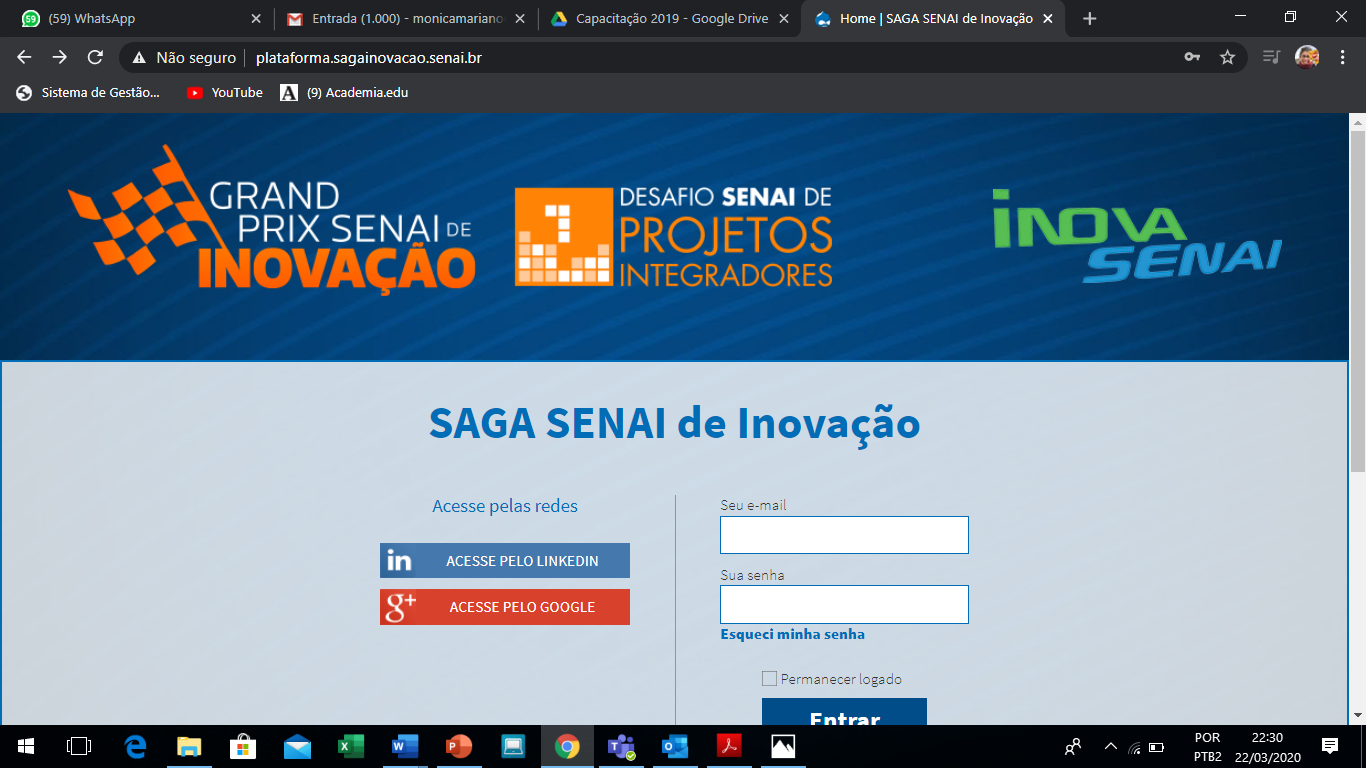 (59) WhatsApp
Entrada (1.000) - monicamariano
Capacitação 2019 - Google Drive
Home | SAGA SENAI de Inovação
Não seguro
plataforma.sagainovacao.senai.br
Sistema de Gestão...
YouTube
(9) Academia.edu
GRAND
PRIX SENAI DE
INOVAÇÃO
DESAFIO SENAI DE
PROJETOS
INTEGRADORES
INOVA
SENAI
SAGA SENAI de Inovação
Acesse pelas redes
in ACESSE PELO LINKEDIN
g+ ACESSE PELO GOOGLE
Seu e-mail
Sua senha
Esqueci minha senha
Permanecer logado
Entrar
POR
PTB2
22:30
22/03/2020